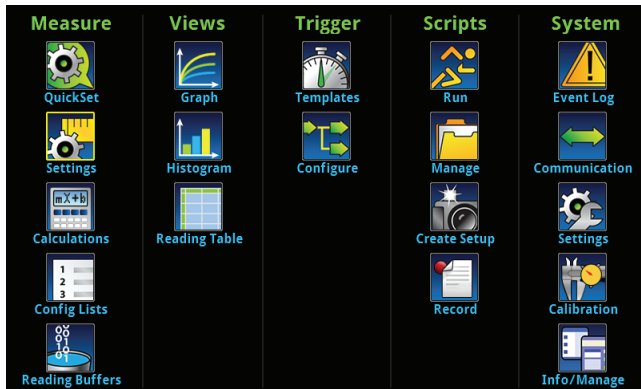 Measure Views Trigger Scripts System
QuickSet Graph Templates Run Event Log
Settings Histogram Configure Manage Communication
mX+b
Calculations Reading Table Create Setup Settings
1
2
3
Config Lists Record Calibration
Reading Buffers Info/Manage